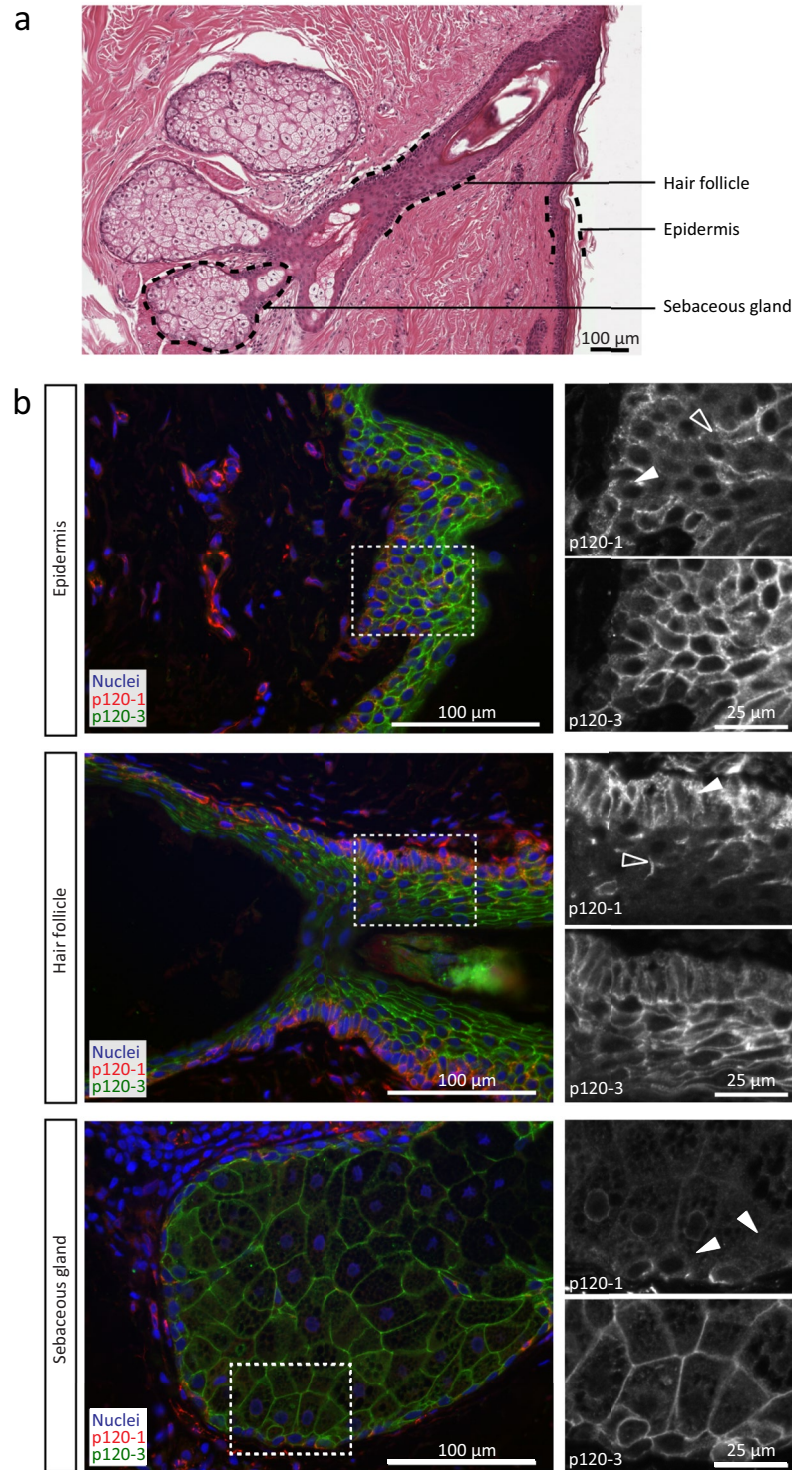 a
Hair follicle
Epidermis
Sebaceous gland
100 µm
b
Epidermis
Nuclei
p120-1
p120-3
100 µm
p120-1
p120-3
25 µm
Hair follicle
Nuclei
p120-1
p120-3
100 µm
p120-1
p120-3
25 µm
Sebaceous gland
Nuclei
p120-1
p120-3
100 µm
p120-1
p120-3
25 µm